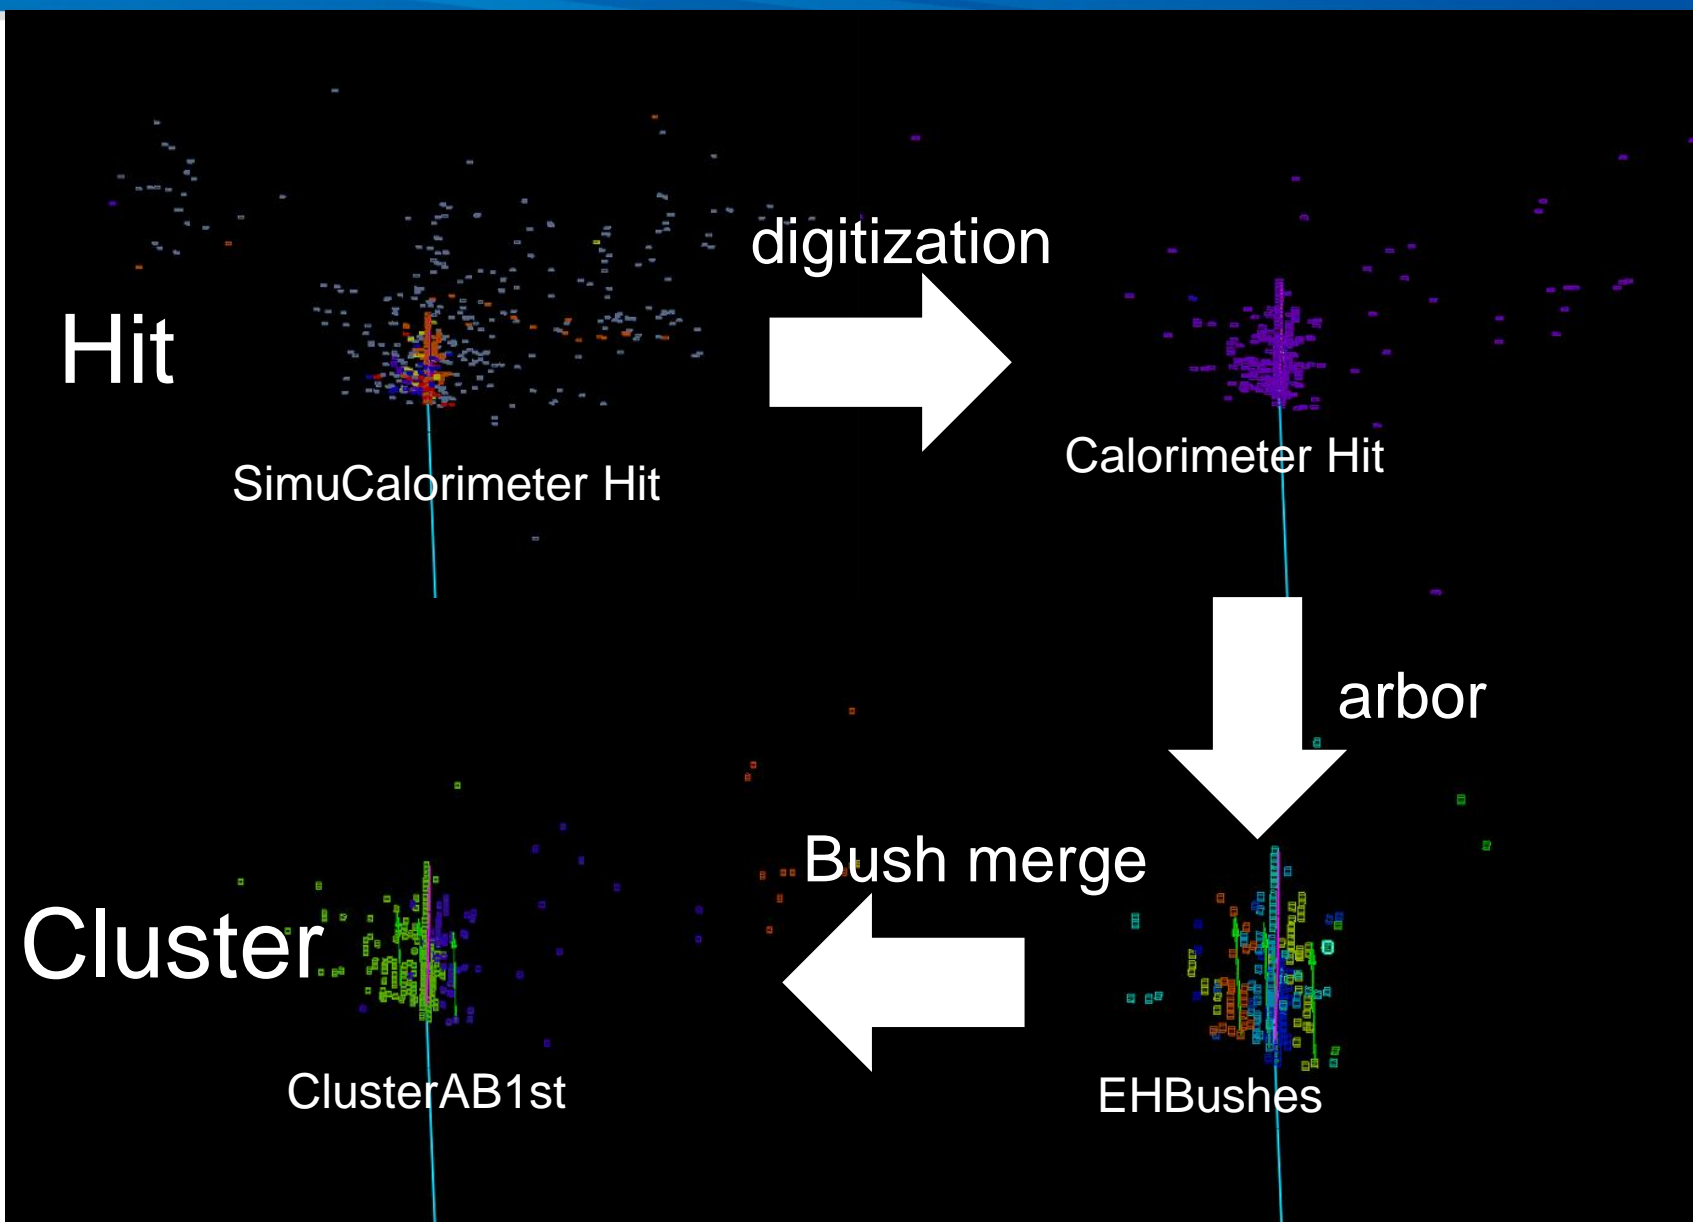 digitization
Hit
Calorimeter Hit
SimuCalorimeter Hit
arbor
Bush merge
Cluster
ClusterAB1st
EHBushes